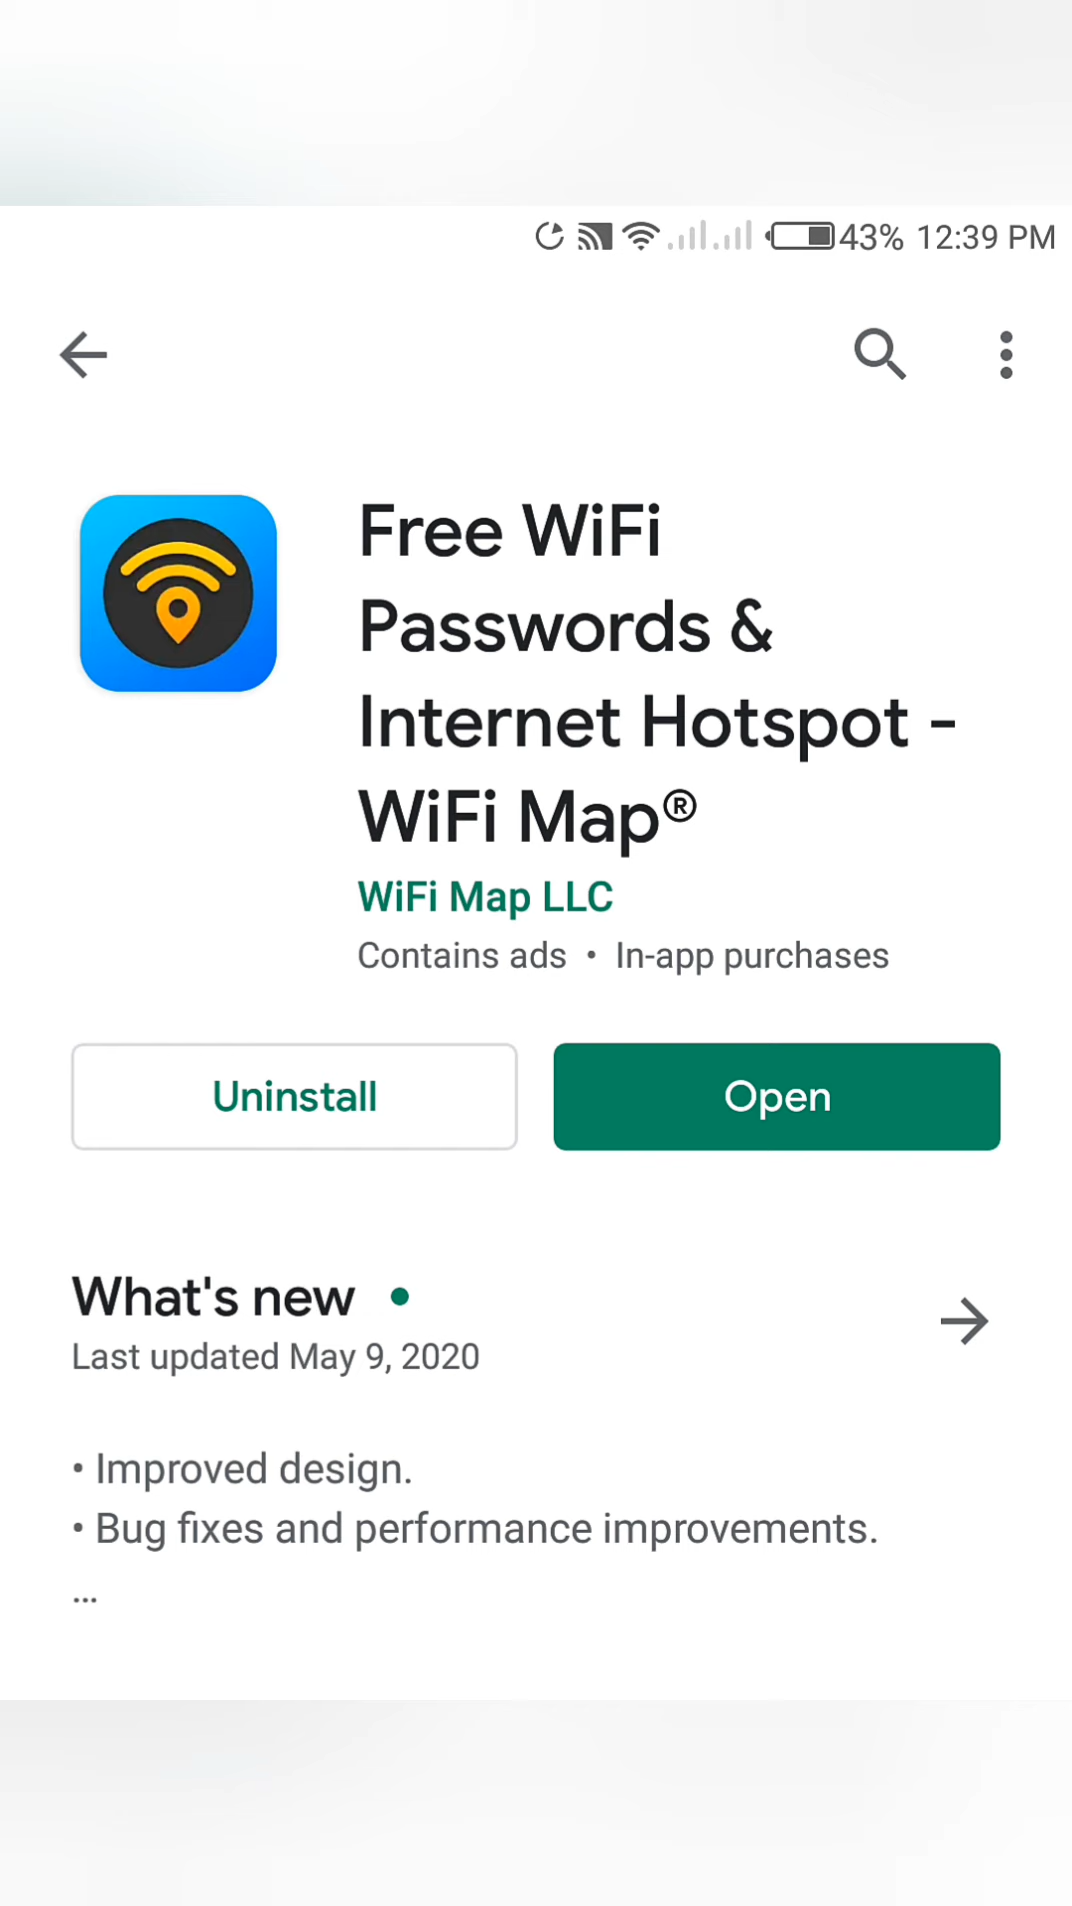 43% 12:39 PM
Free WiFi
Passwords &
Internet Hotspot -
WiFi Map®
WiFi Map LLC
Contains ads • In-app purchases
Uninstall
Open
What's new •
Last updated May 9, 2020
• Improved design.
• Bug fixes and performance improvements.
...